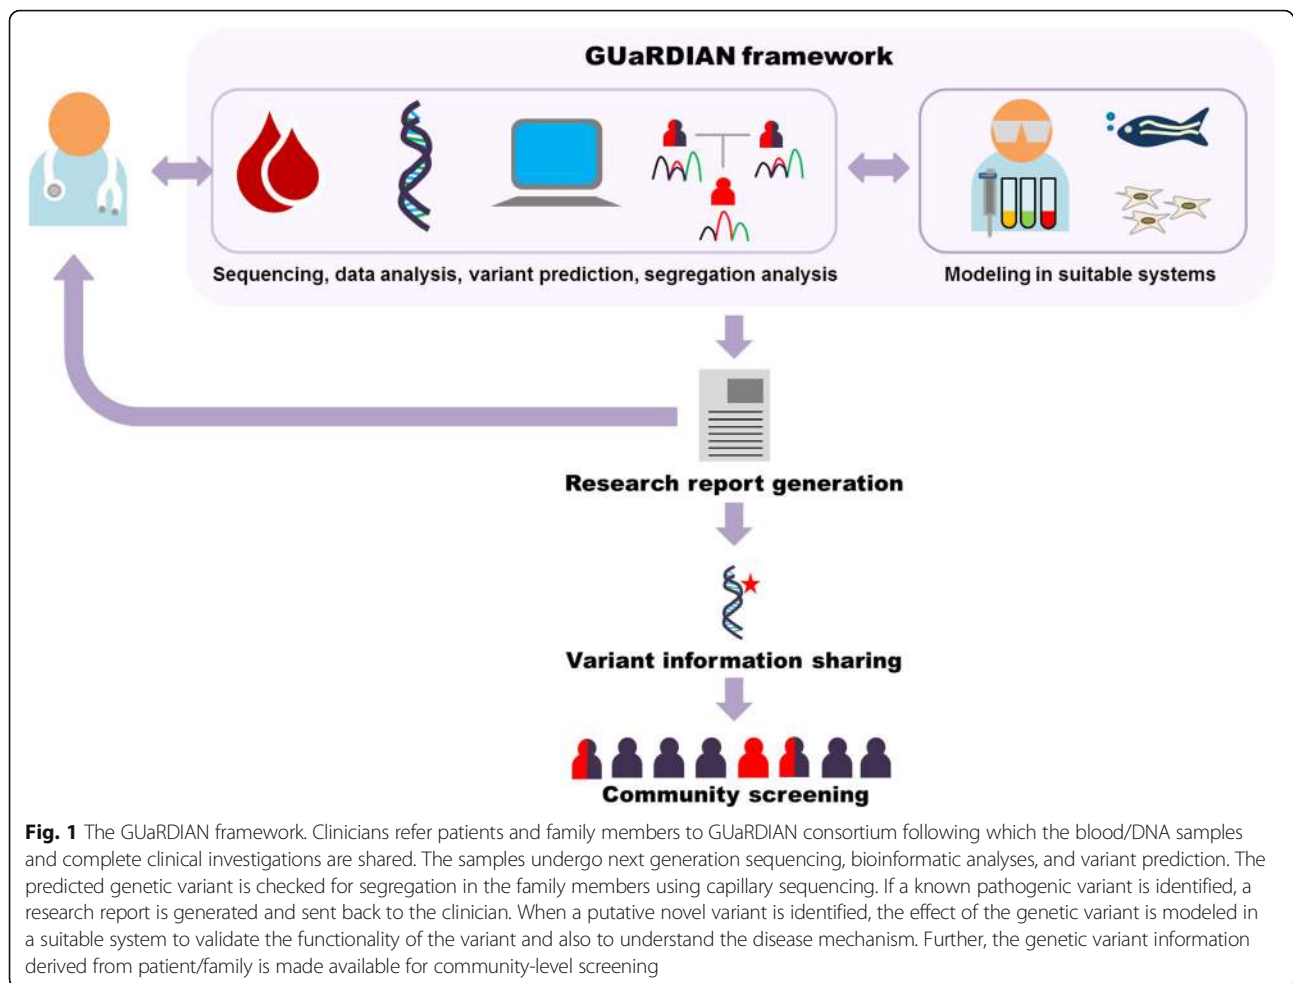 GUaRDIAN framework
Sequencing, data analysis, variant prediction, segregation analysis
Modeling in suitable systems
Research report generation
Variant information sharing
Community screening
Fig. 1 The GUaRDIAN framework. Clinicians refer patients and family members to GUaRDIAN consortium following which the blood/DNA samples
and complete clinical investigations are shared. The samples undergo next generation sequencing, bioinformatic analyses, and variant prediction. The
predicted genetic variant is checked for segregation in the family members using capillary sequencing. If a known pathogenic variant is identified, a
research report is generated and sent back to the clinician. When a putative novel variant is identified, the effect of the genetic variant is modeled in
a suitable system to validate the functionality of the variant and also to understand the disease mechanism. Further, the genetic variant information
derived from patient/family is made available for community-level screening